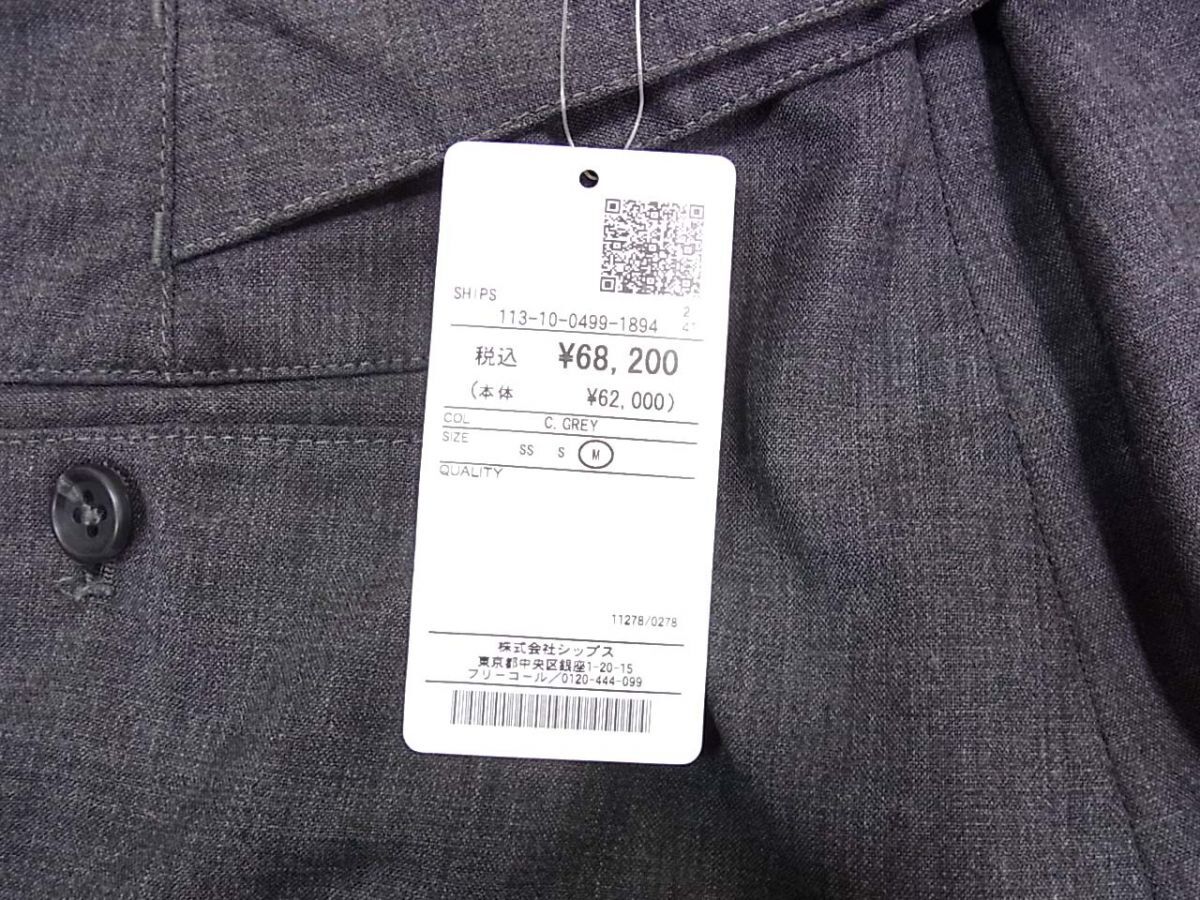 SHIPS
2
113-10-0499-1894 41
税込 ¥68,200
(本体 ¥62,000)
COL C.GREY
SIZE SS S M
QUALITY
11278/0278
株式会社シップス
東京都中央区銀座1-20-15
フリーコール/0120-444-099